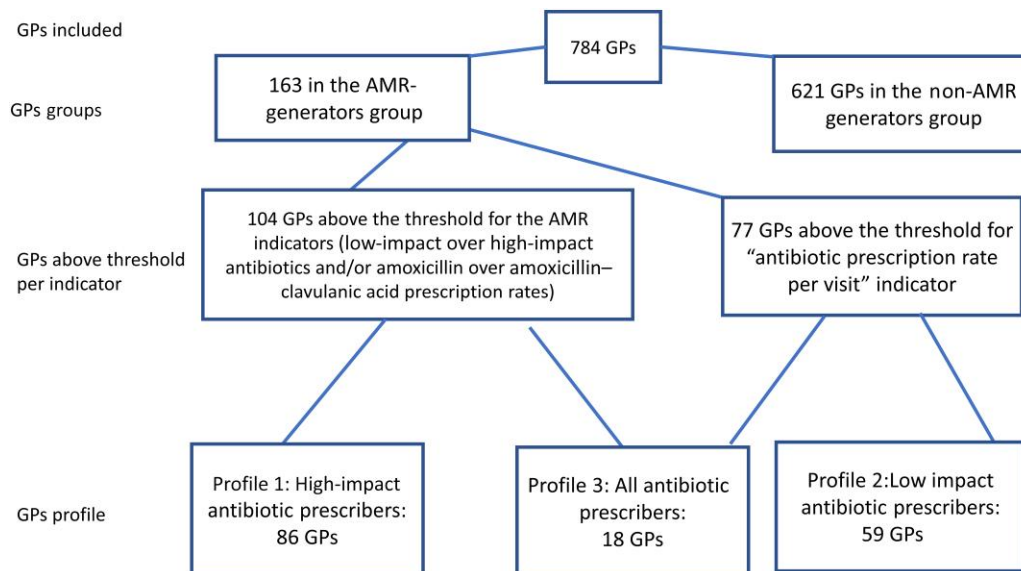 GPs included
784 GPs
GPs groups
163 in the AMR-
generators group
621 GPs in the non-AMR
generators group
GPs above threshold
per indicator
104 GPs above the threshold for the AMR
indicators (low-impact over high-impact
antibiotics and/or amoxicillin over amoxicillin–
clavulanic acid prescription rates)
77 GPs above the threshold for
“antibiotic prescription rate
per visit” indicator
GPs profile
Profile 1: High-impact
antibiotic prescribers:
86 GPs
Profile 3: All antibiotic
prescribers:
18 GPs
Profile 2:Low impact
antibiotic prescribers:
59 GPs